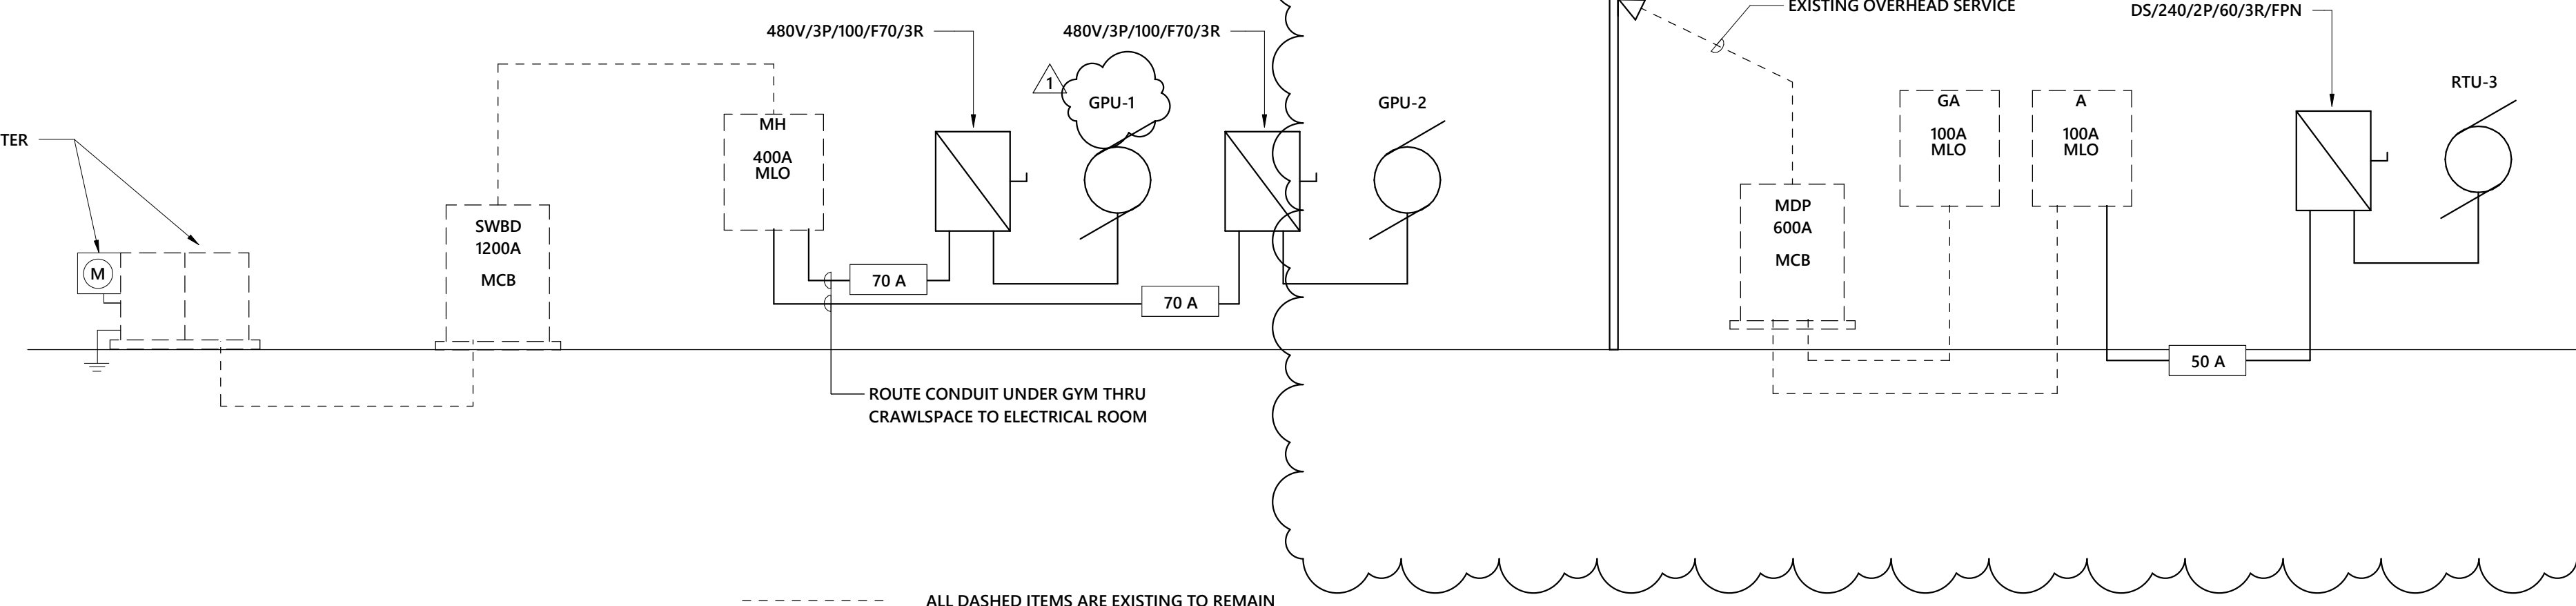 480V/3P/100/F70/3R
480V/3P/100/F70/3R
EXISTING OVERHEAD SERVICE
DS/240/2P/60/3R/FPN
TER
1
GPU-1
GPU-2
RTU-3
MH
400A
MLO
GA
100A
MLO
A
100A
MLO
SWBD
1200A
MCB
MDP
600A
MCB
M
70 A
70 A
50 A
ROUTE CONDUIT UNDER GYM THRU
CRAWLSPACE TO ELECTRICAL ROOM
ALL DASHED ITEMS ARE EXISTING TO REMAIN